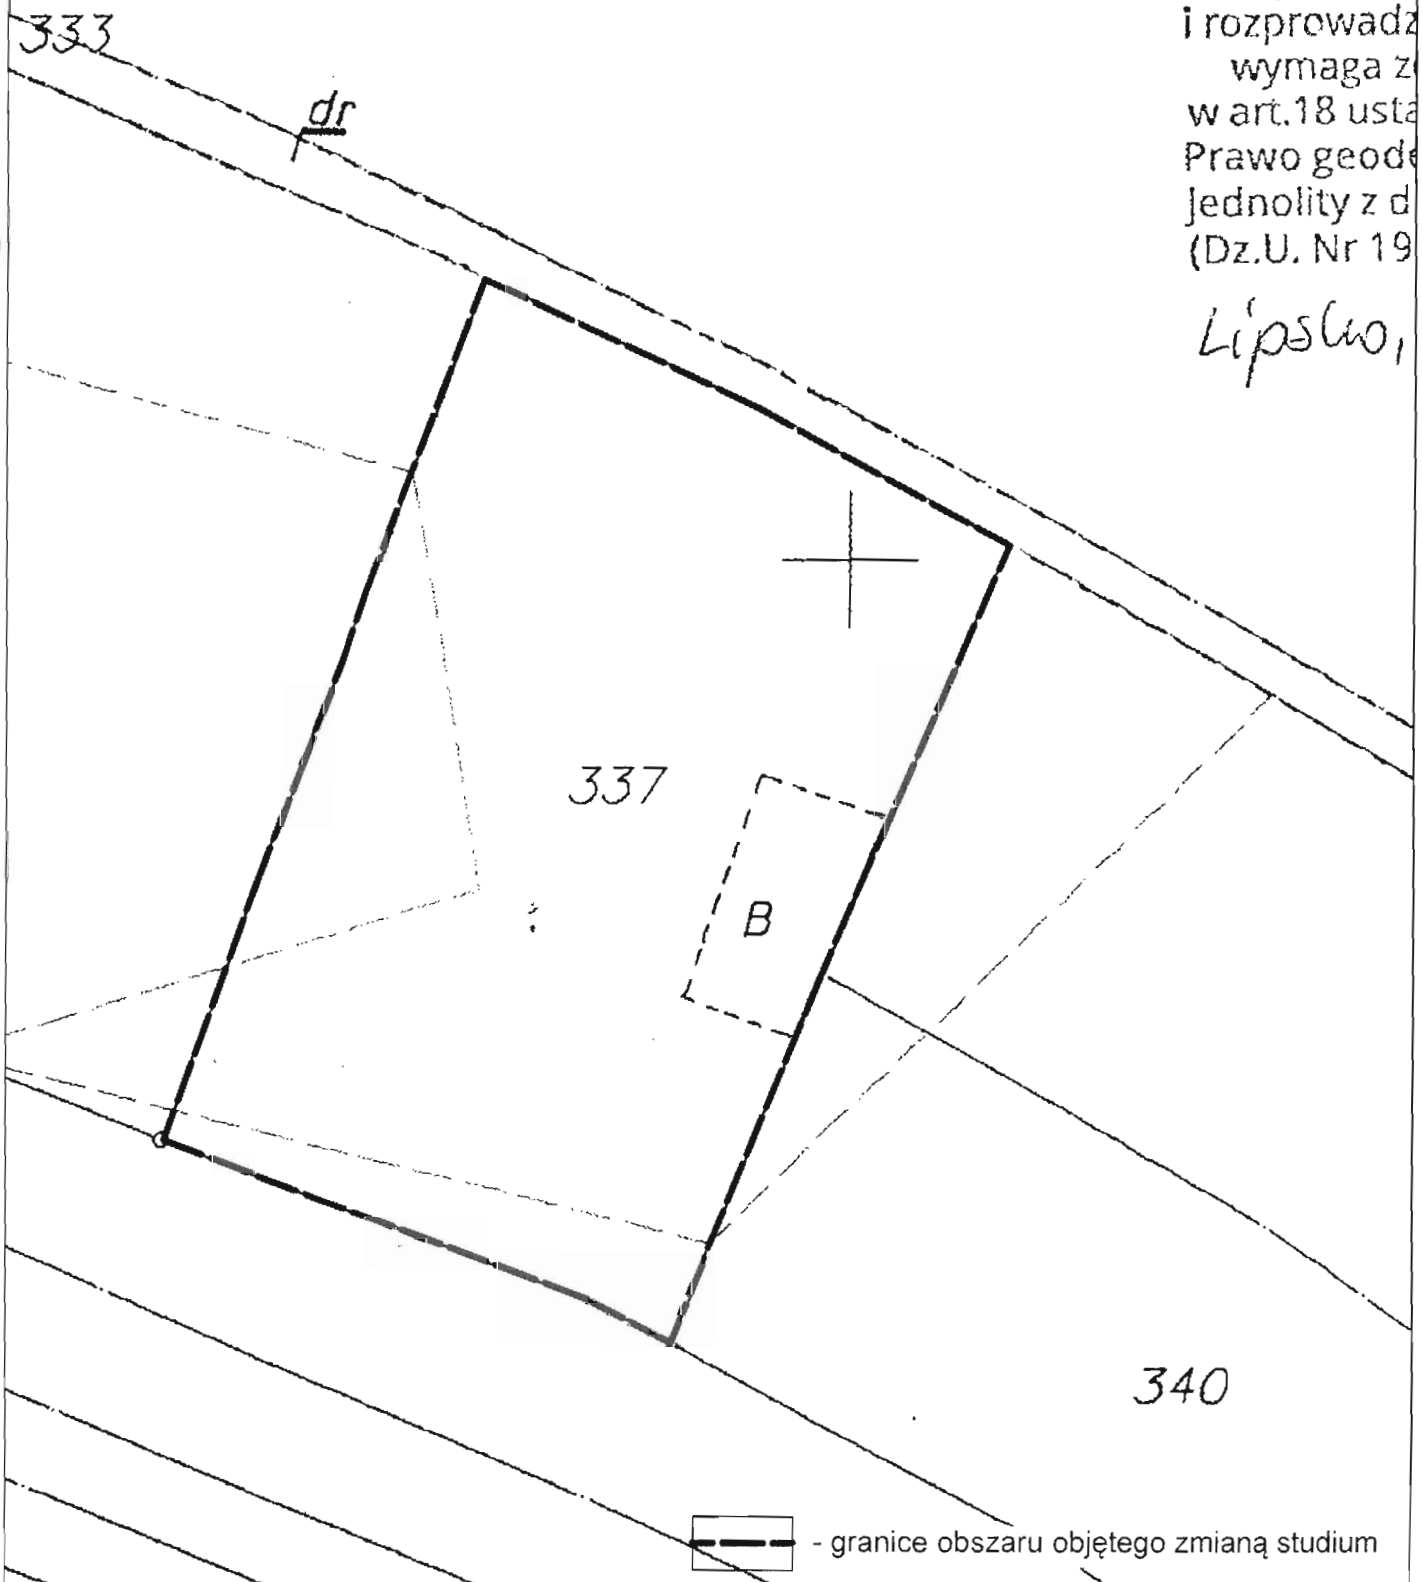 333
i rozprowadz
wymaga z
w art.18 usta
Prawo geode
jednolity z d
(Dz.U. Nr 19
dr
Lipsko,
337
B
340
- granice obszaru objętego zmianą studium